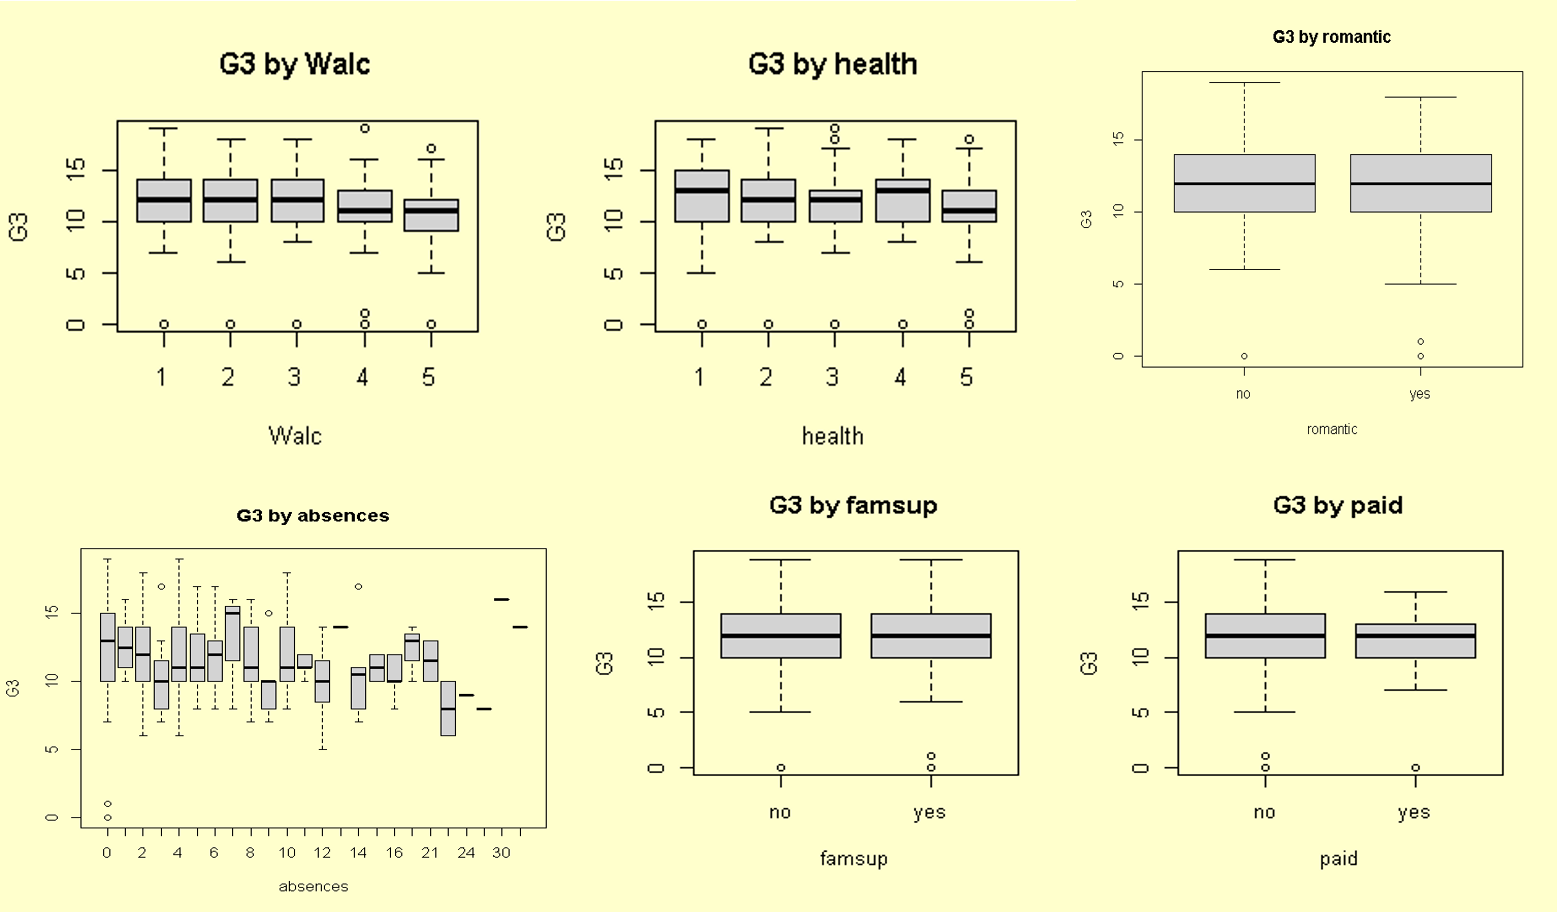 G3 by Walc
G3
0 5 10 15
1 2 3 4 5
Walc
G3 by health
G3
0 5 10 15
1 2 3 4 5
health
G3 by romantic
G3
0 5 10 15
no yes
romantic
G3 by absences
G3
0 5 10 15
0 2 4 6 8 10 12 14 16 21 24 30
absences
G3 by famsup
G3
0 5 10 15
no yes
famsup
G3 by paid
G3
0 5 10 15
no yes
paid